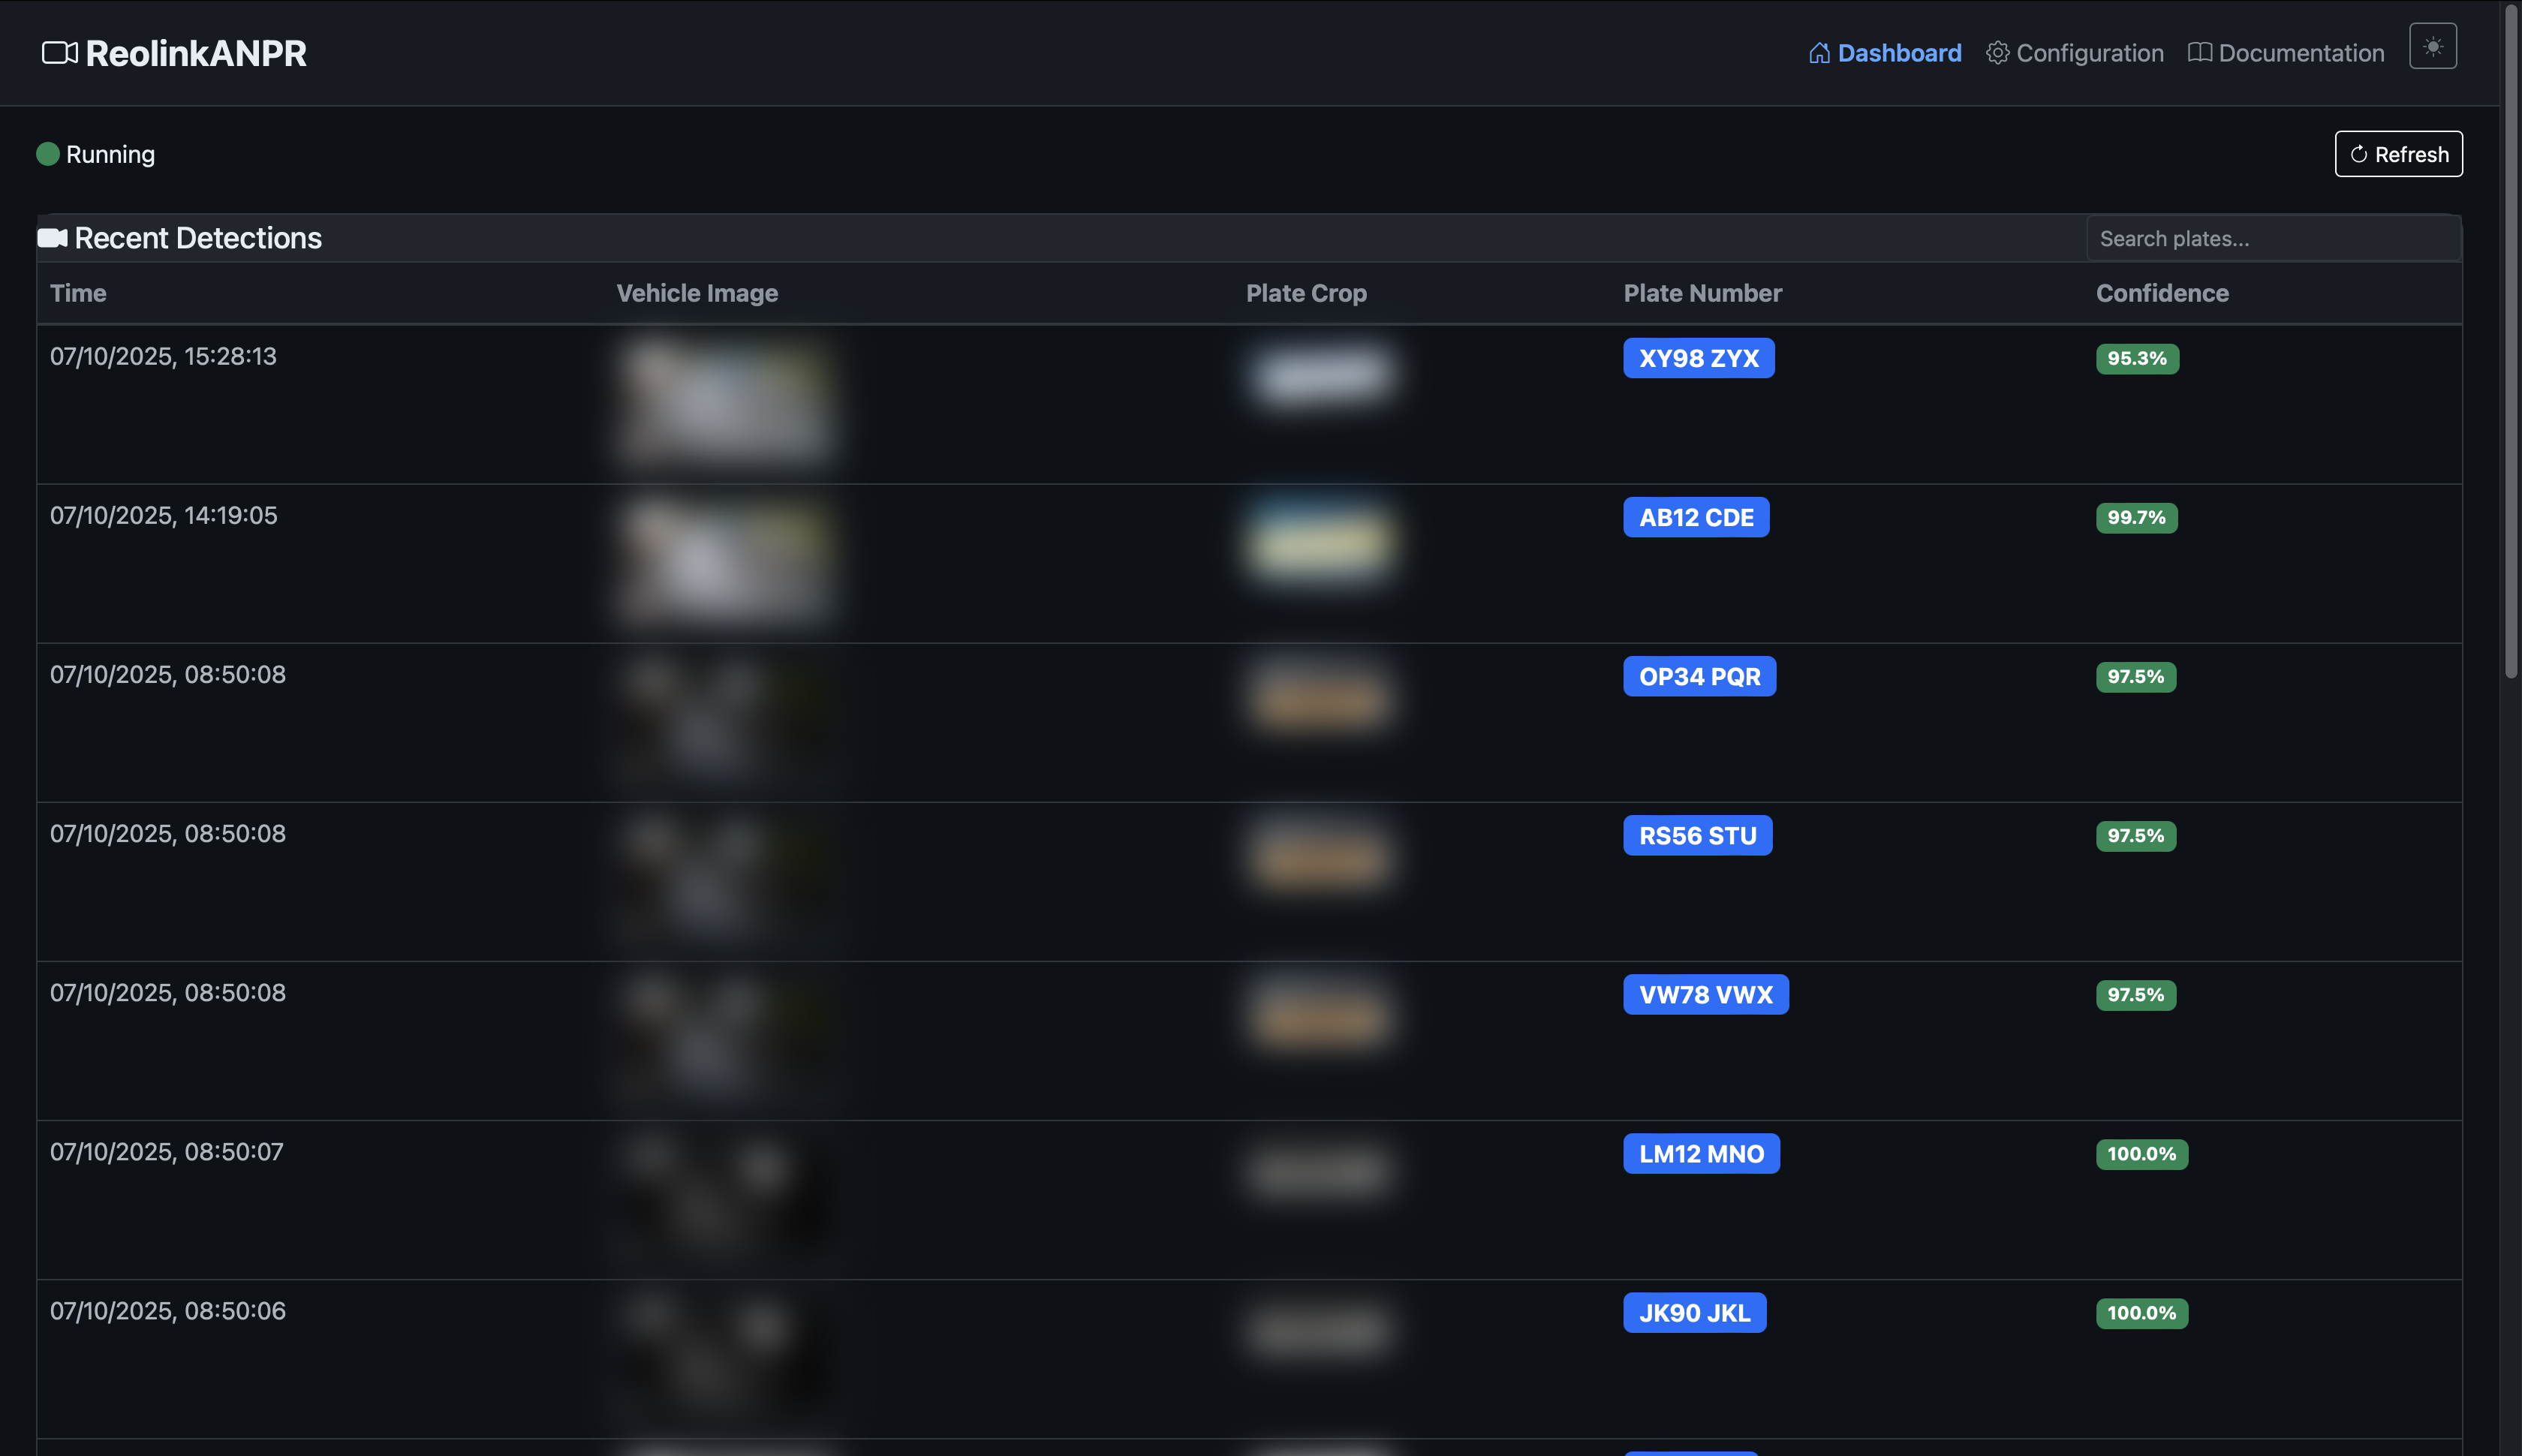 ReolinkANPR
Dashboard Configuration Documentation
Running
Refresh
Recent Detections
Search plates...
Time Vehicle Image Plate Crop Plate Number Confidence
07/10/2025, 15:28:13 XY98 ZYX 95.3%
07/10/2025, 14:19:05 AB12 CDE 99.7%
07/10/2025, 08:50:08 OP34 PQR 97.5%
07/10/2025, 08:50:08 RS56 STU 97.5%
07/10/2025, 08:50:08 VW78 VWX 97.5%
07/10/2025, 08:50:07 LM12 MNO 100.0%
07/10/2025, 08:50:06 JK90 JKL 100.0%